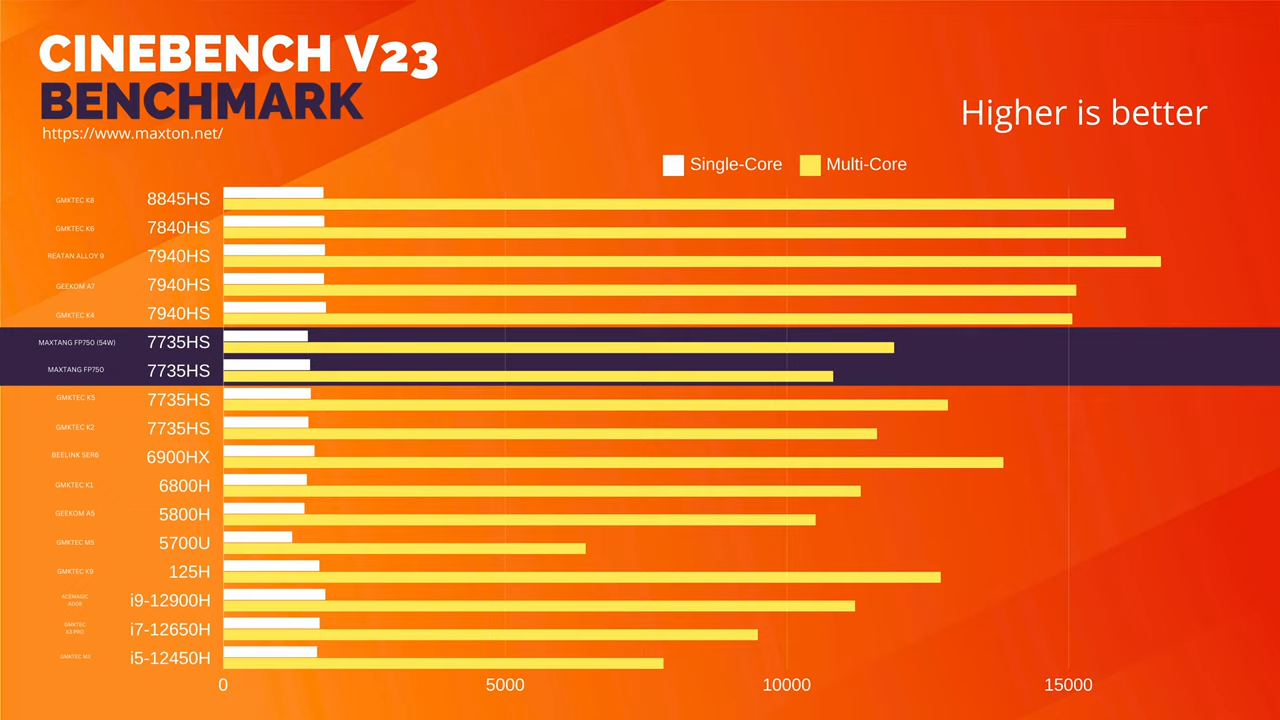 CINEBENCH V23
BENCHMARK
https://www.maxton.net/
Higher is better
Single-Core Multi-Core
GMKTEC K8 8845HS
GMKTEC K6 7840HS
REATAN ALLOY 9 7940HS
GEEKOM A7 7940HS
GMKTEC K4 7940HS
MAXTANG FP750 (54W) 7735HS
MAXTANG FP750 7735HS
GMKTEC K5 7735HS
GMKTEC K2 7735HS
BEELINK SER6 6900HX
GMKTEC K1 6800H
GEEKOM A5 5800H
GMKTEC M5 5700U
GMKTEC K9 125H
ACEMAGIC
AD08
i9-12900H
GMKTEC
K3 PRO
i7-12650H
GMKTEC M2 i5-12450H
0 5000 10000 15000